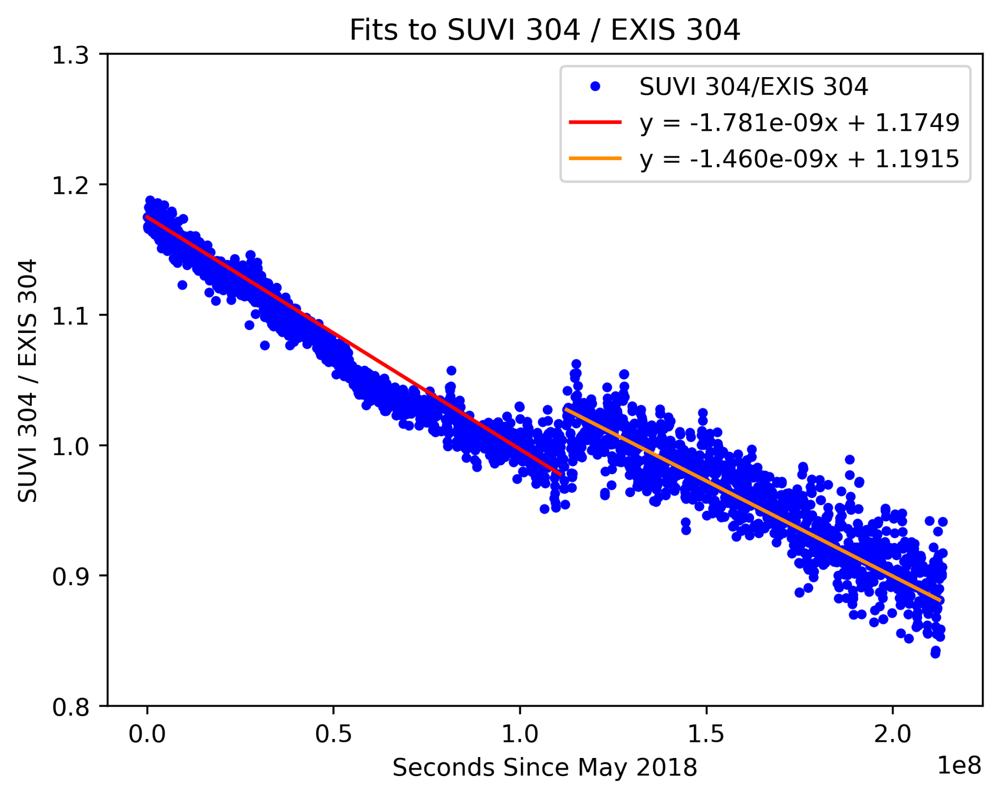 Fits to SUVI 304 / EXIS 304
SUVI 304/EXIS 304
y = -1.781e-09x + 1.1749
y = -1.460e-09x + 1.1915
SUVI 304 / EXIS 304
1.3
1.2
1.1
1.0
0.9
0.8
0.0 0.5 1.0 1.5 2.0
1e8
Seconds Since May 2018